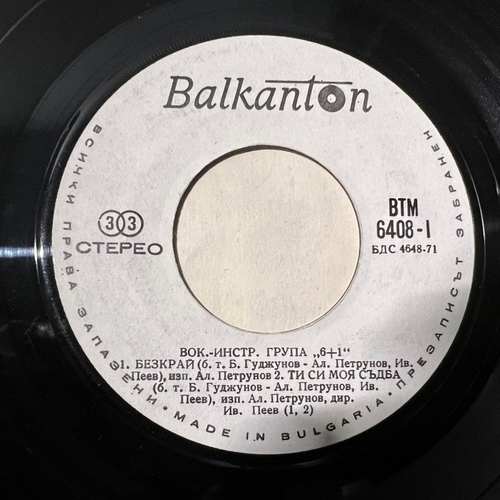 Balkanton
33
СТЕРЕО
ВТМ
6408-I
БДС 4648-71
ВОК.-ИНСТР. ГРУПА „6+1“
1. БЕЗКРАЙ (б. т. Б. Гуджунов - Ал. Петрунов, Ив.
Пеев), изп. Ал. Петрунов 2. ТИ СИ МОЯ СЪДБА
(б. т. Б. Гуджунов - Ал. Петрунов, Ив.
Пеев), изп. Ал. Петрунов, дир.
Ив. Пеев (1, 2)
ВСИЧКИ ПРАВА ЗАПАЗЕНИ • MADE IN BULGARIA • ПРЕЗАПИСЪТ ЗАБРАНЕН